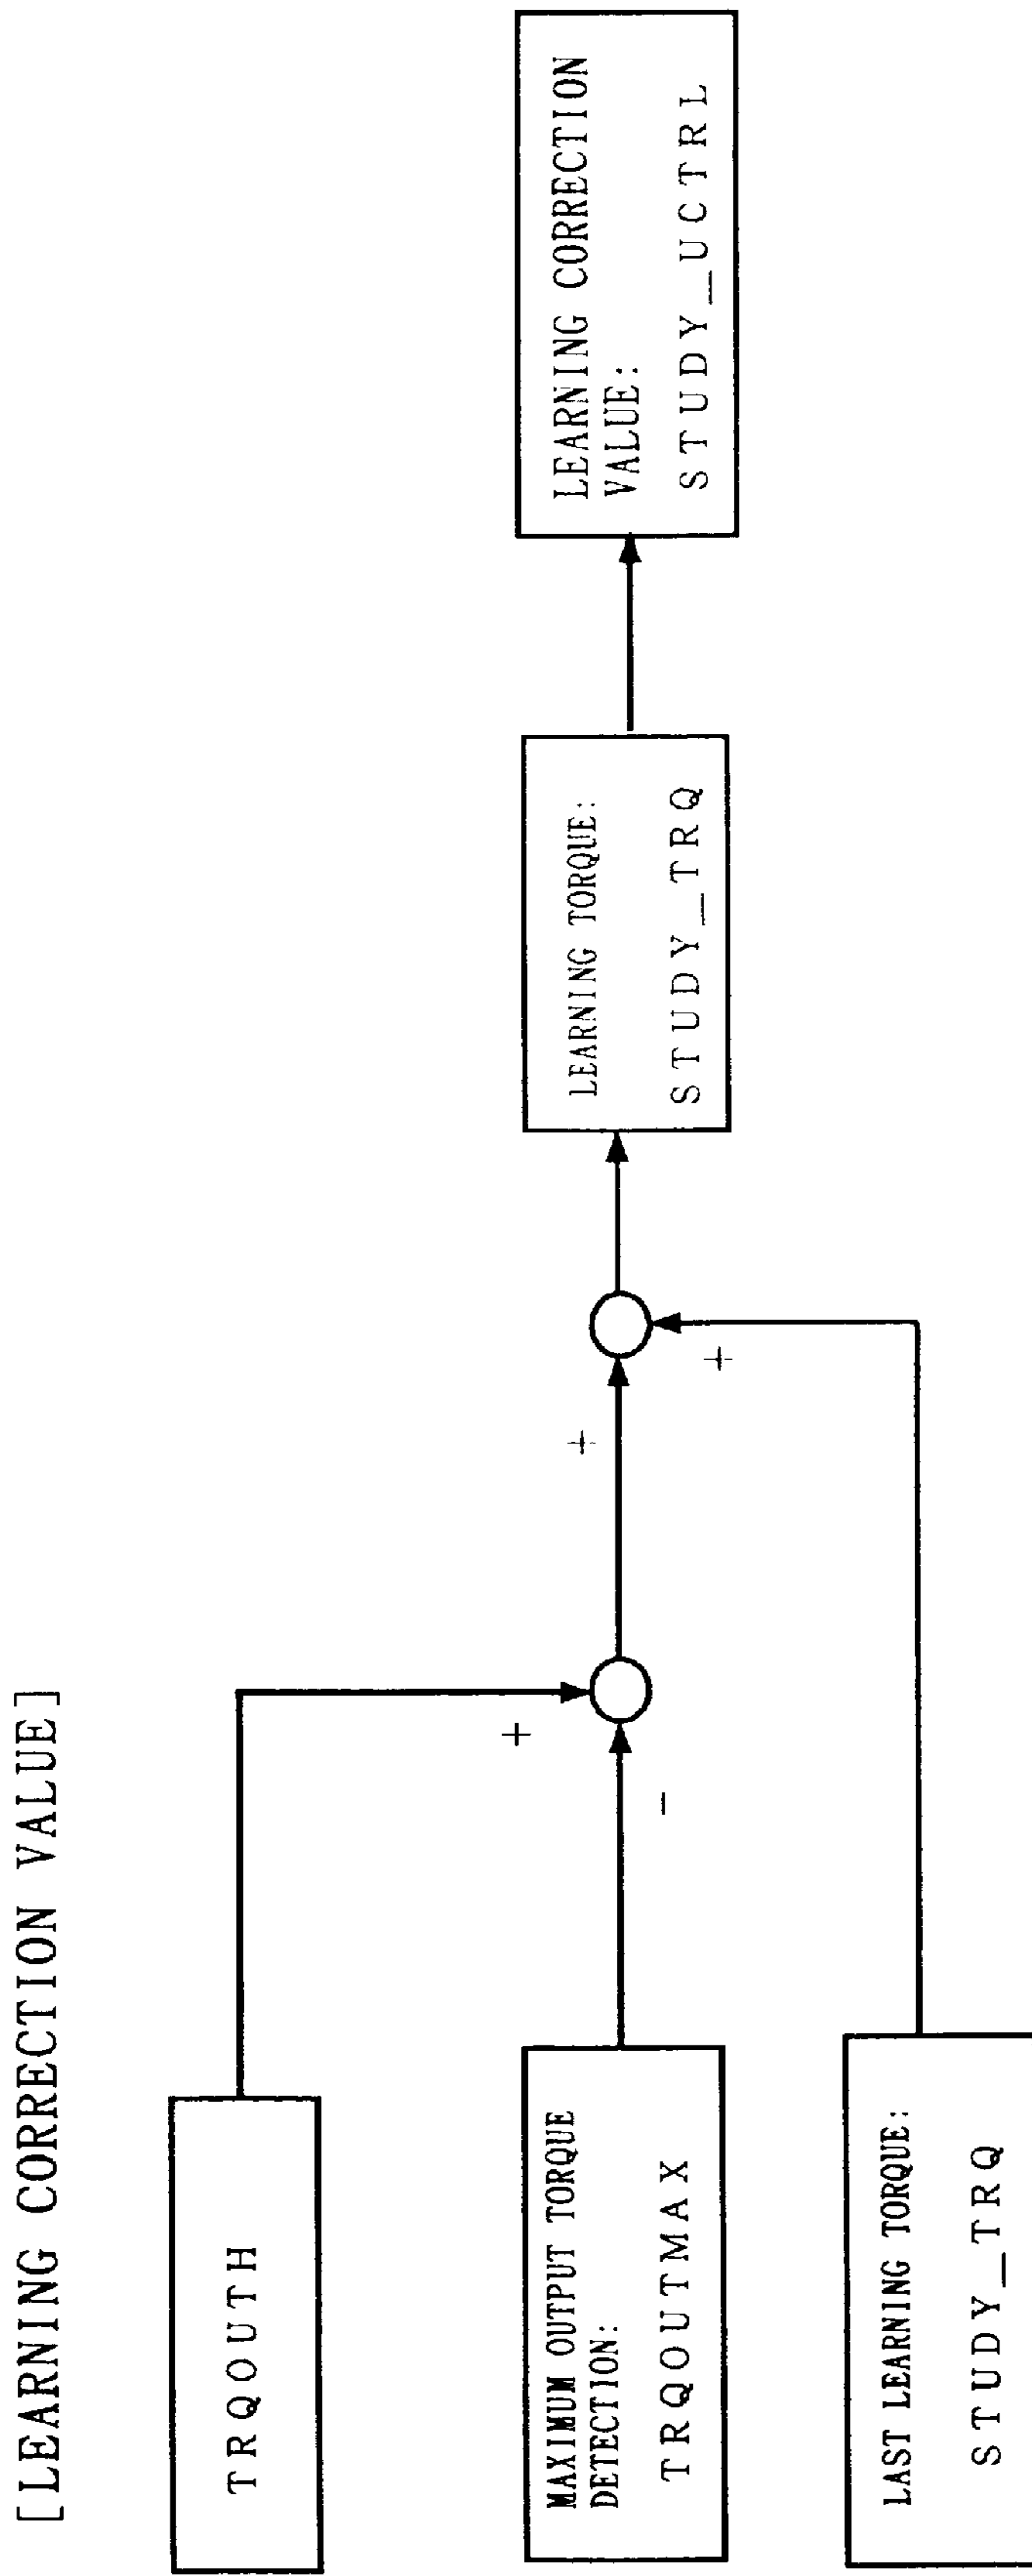 [LEARNING CORRECTION VALUE]
TRQOUTH
+
MAXIMUM OUTPUT TORQUE
DETECTION:
TRQOUTMAX
-
+
LAST LEARNING TORQUE:
STUDY_TRQ
+
LEARNING TORQUE:
STUDY_TRQ
LEARNING CORRECTION
VALUE:
STUDY_UCTRL